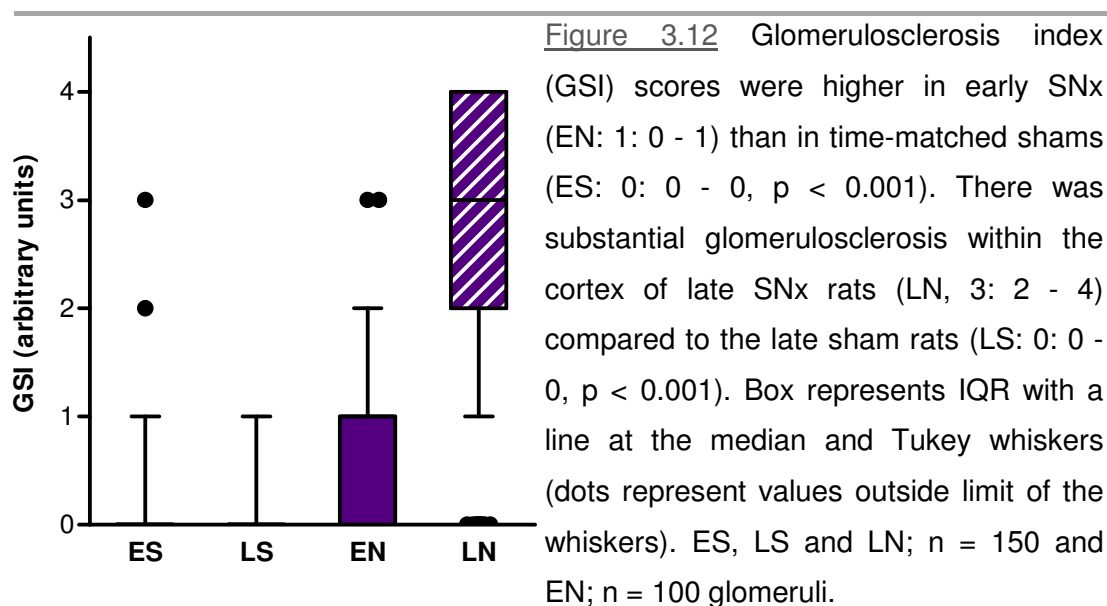 Figure 3.12 Glomerulosclerosis index
(GSI) scores were higher in early SNx
(EN: 1: 0 - 1) than in time-matched shams
(ES: 0: 0 - 0, p < 0.001). There was
substantial glomerulosclerosis within the
cortex of late SNx rats (LN, 3: 2 - 4)
compared to the late sham rats (LS: 0: 0 -
0, p < 0.001). Box represents IQR with a
line at the median and Tukey whiskers
(dots represent values outside limit of the
whiskers). ES, LS and LN; n = 150 and
EN; n = 100 glomeruli.
GSI (arbitrary units)
4
3
2
1
0
ES LS EN LN